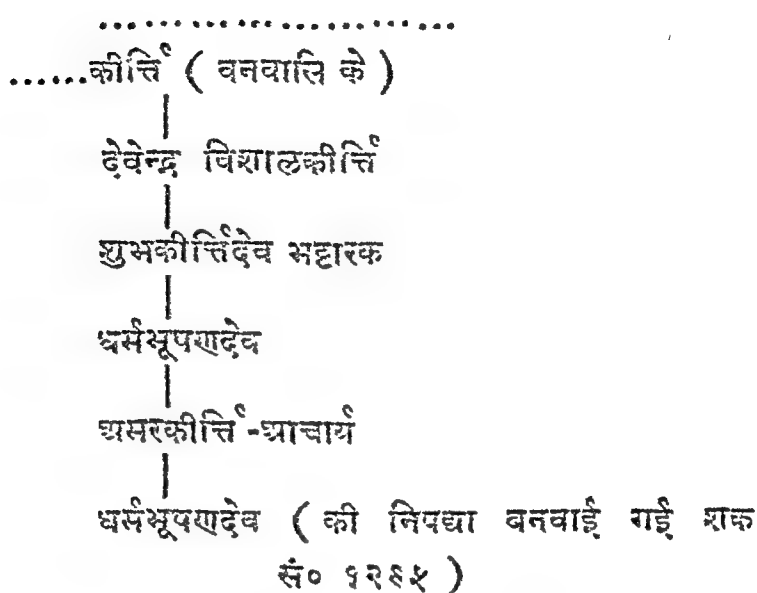 ........................
......कीर्त्ति ( वनवासि के )
देवेन्द्र विशालकीर्त्ति
शुभकीर्त्तिदेव भट्टारक
धर्मभूषणदेव
अमरकीर्त्ति-आचार्य
धर्मभूषणदेव ( की निषद्या बनवाई गई शक
सं० १२९५ )